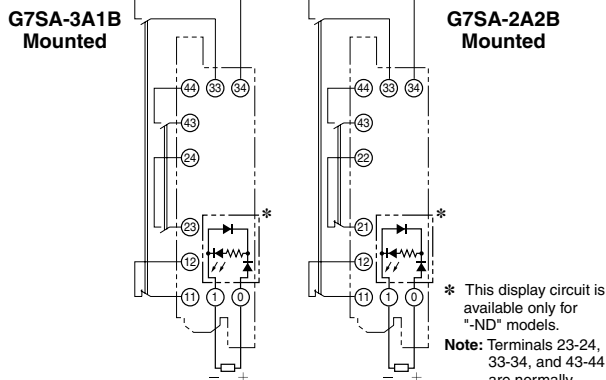 G7SA-3A1B
Mounted
44 33 34
43
24
23
*
12
11 1 0
− +
G7SA-2A2B
Mounted
44 33 34
43
22
21
*
12
11 1 0
− +
* This display circuit is
available only for
"-ND" models.
Note: Terminals 23-24,
33-34, and 43-44
are normally